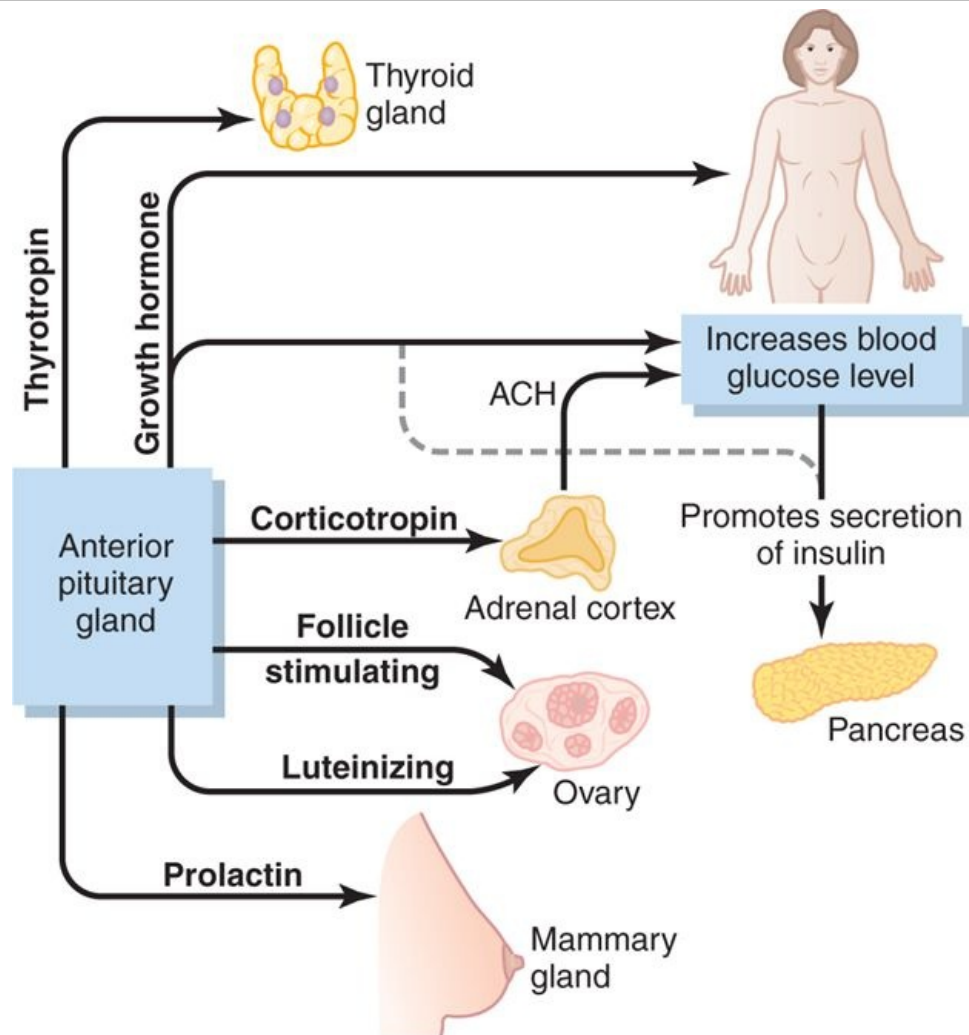 Thyroid
gland
Thyrotropin
Growth hormone
Increases blood
glucose level
ACH
Corticotropin
Promotes secretion
of insulin
Anterior
pituitary
gland
Adrenal cortex
Follicle
stimulating
Pancreas
Luteinizing
Ovary
Prolactin
Mammary
gland